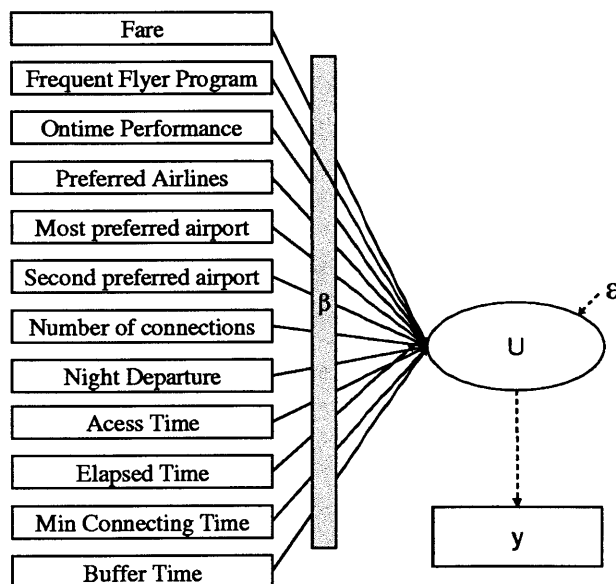 Fare
Frequent Flyer Program
Ontime Performance
Preferred Airlines
Most preferred airport
Second preferred airport
Number of connections
Night Departure
Acess Time
Elapsed Time
Min Connecting Time
Buffer Time
β
ε
U
y